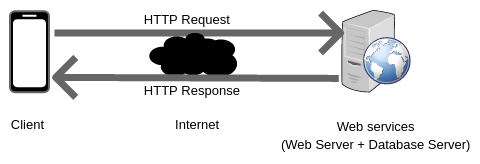 HTTP Request
HTTP Response
Client
Internet
Web services
(Web Server + Database Server)